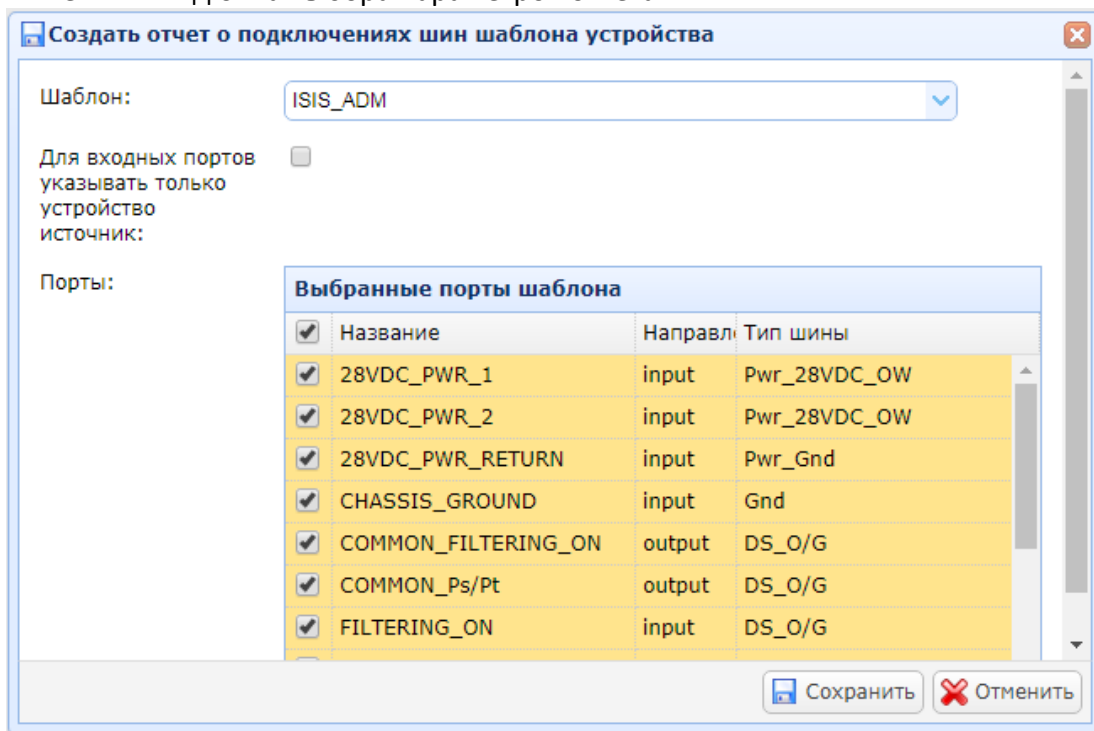 Создать отчет о подключениях шин шаблона устройства
Шаблон:
ISIS_ADM
Для входных портов
указывать только
устройство
источник:
Порты:
Выбранные порты шаблона
Название Направл Тип шины
28VDC_PWR_1 input Pwr_28VDC_OW
28VDC_PWR_2 input Pwr_28VDC_OW
28VDC_PWR_RETURN input Pwr_Gnd
CHASSIS_GROUND input Gnd
COMMON_FILTERING_ON output DS_O/G
COMMON_Ps/Pt output DS_O/G
FILTERING_ON input DS_O/G
Сохранить Отменить